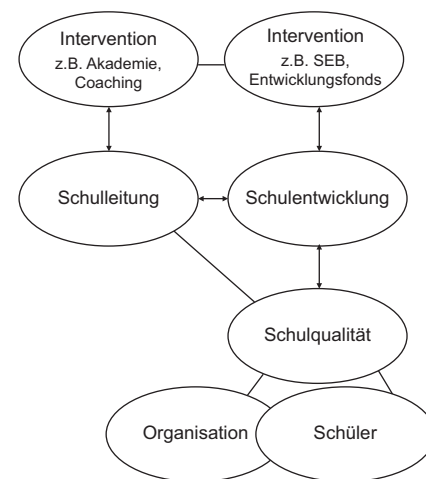 Intervention
z.B. Akademie,
Coaching
Intervention
z.B. SEB,
Entwicklungsfonds
Schulleitung
Schulentwicklung
Schulqualität
Organisation
Schüler